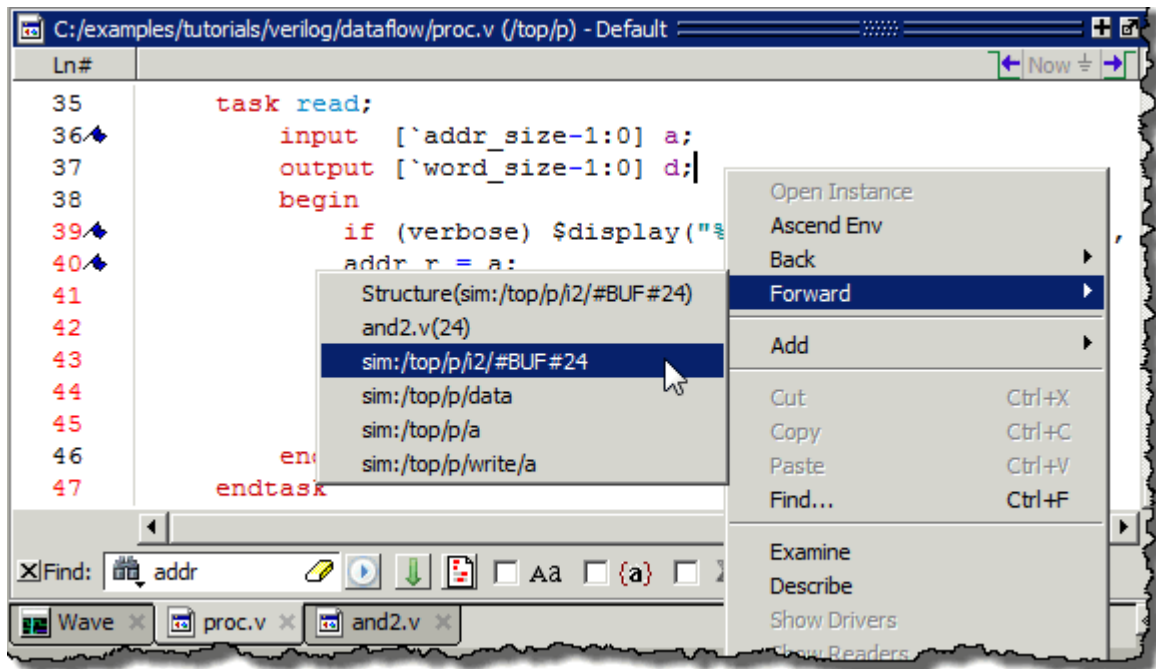 C:/examples/tutorials/verilog/dataflow/proc.v (/top/p) - Default
Ln#
Now
35 task read;
36 input [`addr_size-1:0] a;
37 output [`word_size-1:0] d;
38 begin
39 if (verbose) $display("% ,
40 addr_r = a;
41
42
43
44
45
46 en
47 endtask
Open Instance
Ascend Env
Back
Forward
Add
Cut Ctrl+X
Copy Ctrl+C
Paste Ctrl+V
Find... Ctrl+F
Examine
Describe
Show Drivers
Show Readers
Structure(sim:/top/p/i2/#BUF#24)
and2.v(24)
sim:/top/p/i2/#BUF#24
sim:/top/p/data
sim:/top/p/a
sim:/top/p/write/a
Find: addr Aa {a}
Wave proc.v and2.v